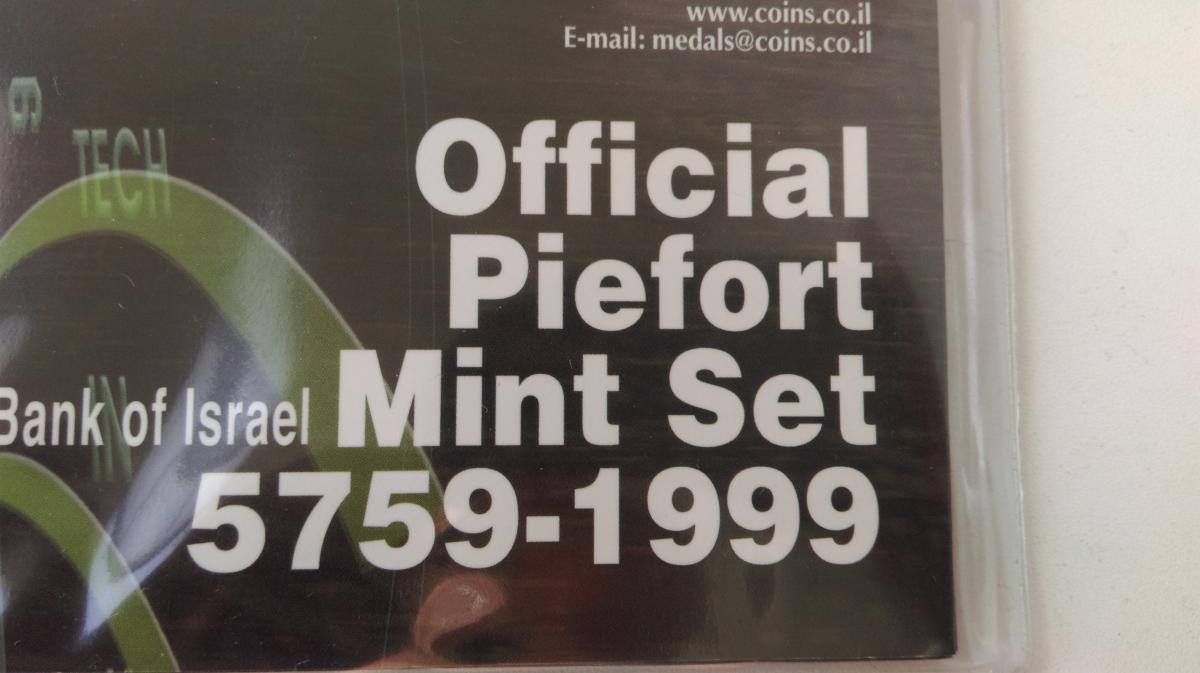 www.coins.co.il
E-mail: medals@coins.co.il
TECH
Official
Piefort
Bank of Israel Mint Set
IN
5759-1999